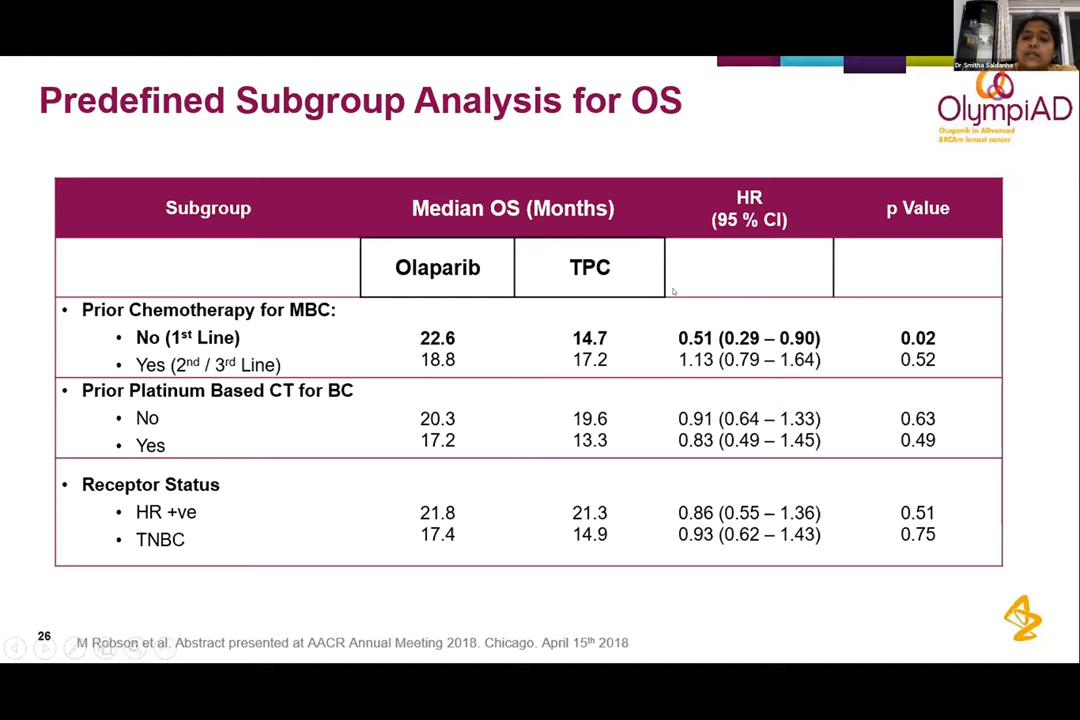 Dr Smitha Saldanha
Predefined Subgroup Analysis for OS
OlympiAD
Olaparib in ADvanced
BRCAm breast cancer
Subgroup Median OS (Months) HR (95 % CI) p Value
Olaparib TPC
• Prior Chemotherapy for MBC:
• No (1st Line) 22.6 14.7 0.51 (0.29 – 0.90) 0.02
• Yes (2nd / 3rd Line) 18.8 17.2 1.13 (0.79 – 1.64) 0.52
• Prior Platinum Based CT for BC
• No 20.3 19.6 0.91 (0.64 – 1.33) 0.63
• Yes 17.2 13.3 0.83 (0.49 – 1.45) 0.49
• Receptor Status
• HR +ve 21.8 21.3 0.86 (0.55 – 1.36) 0.51
• TNBC 17.4 14.9 0.93 (0.62 – 1.43) 0.75
26
M Robson et al. Abstract presented at AACR Annual Meeting 2018. Chicago. April 15th 2018